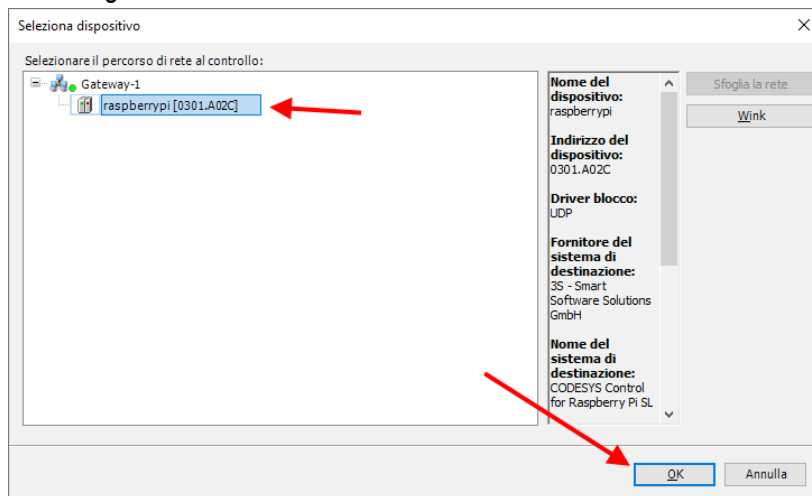 Seleziona dispositivo
Selezionare il percorso di rete al controllo:
Gateway-1
raspberrypi [0301.A02C]
Nome del
dispositivo:
raspberrypi
Indirizzo del
dispositivo:
0301.A02C
Driver blocco:
UDP
Fornitore del
sistema di
destinazione:
3S - Smart
Software Solutions
GmbH
Nome del
sistema di
destinazione:
CODESYS Control
for Raspberry Pi SL
Sfoglia la rete
Wink
OK
Annulla